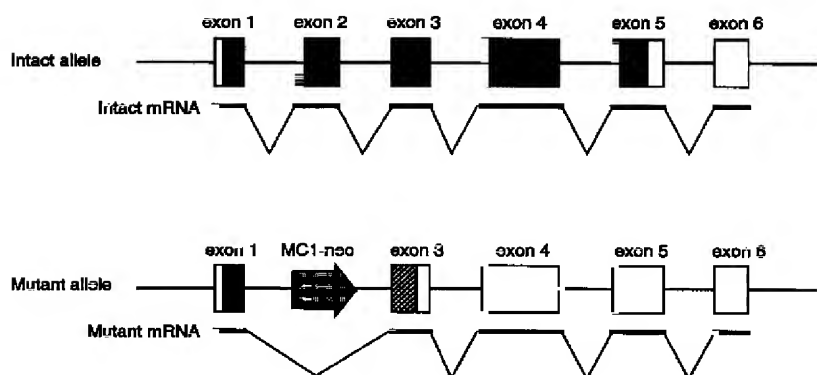 exon 1 exon 2 exon 3 exon 4 exon 5 exon 6
Intact allele
Intact mRNA
exon 1 MC1-neo exon 3 exon 4 exon 5 exon 6
Mutant allele
Mutant mRNA